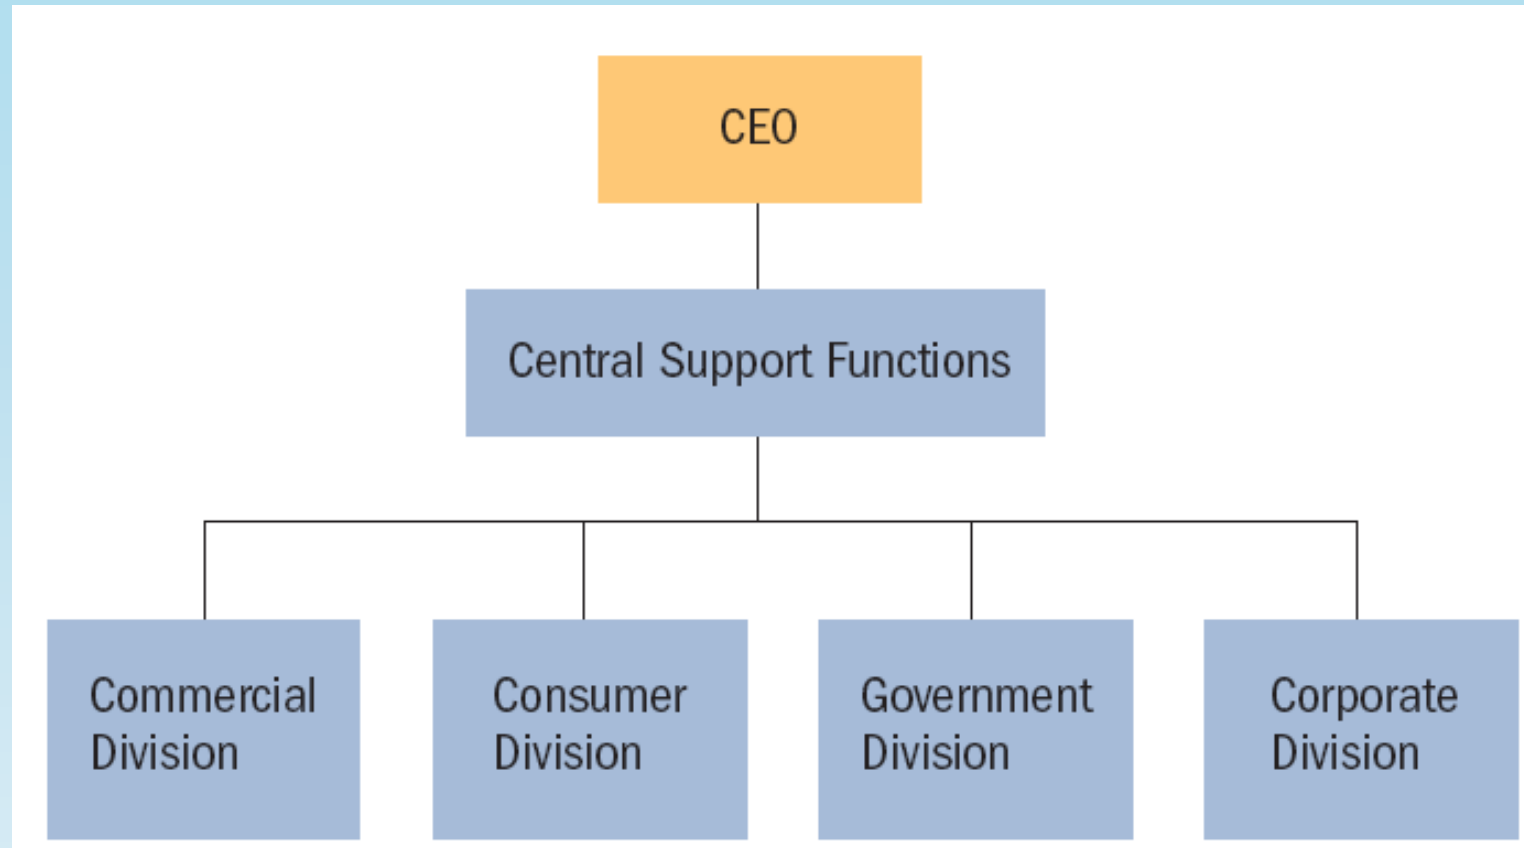 CEO
Central Support Functions
Commercial
Division
Consumer
Division
Government
Division
Corporate
Division